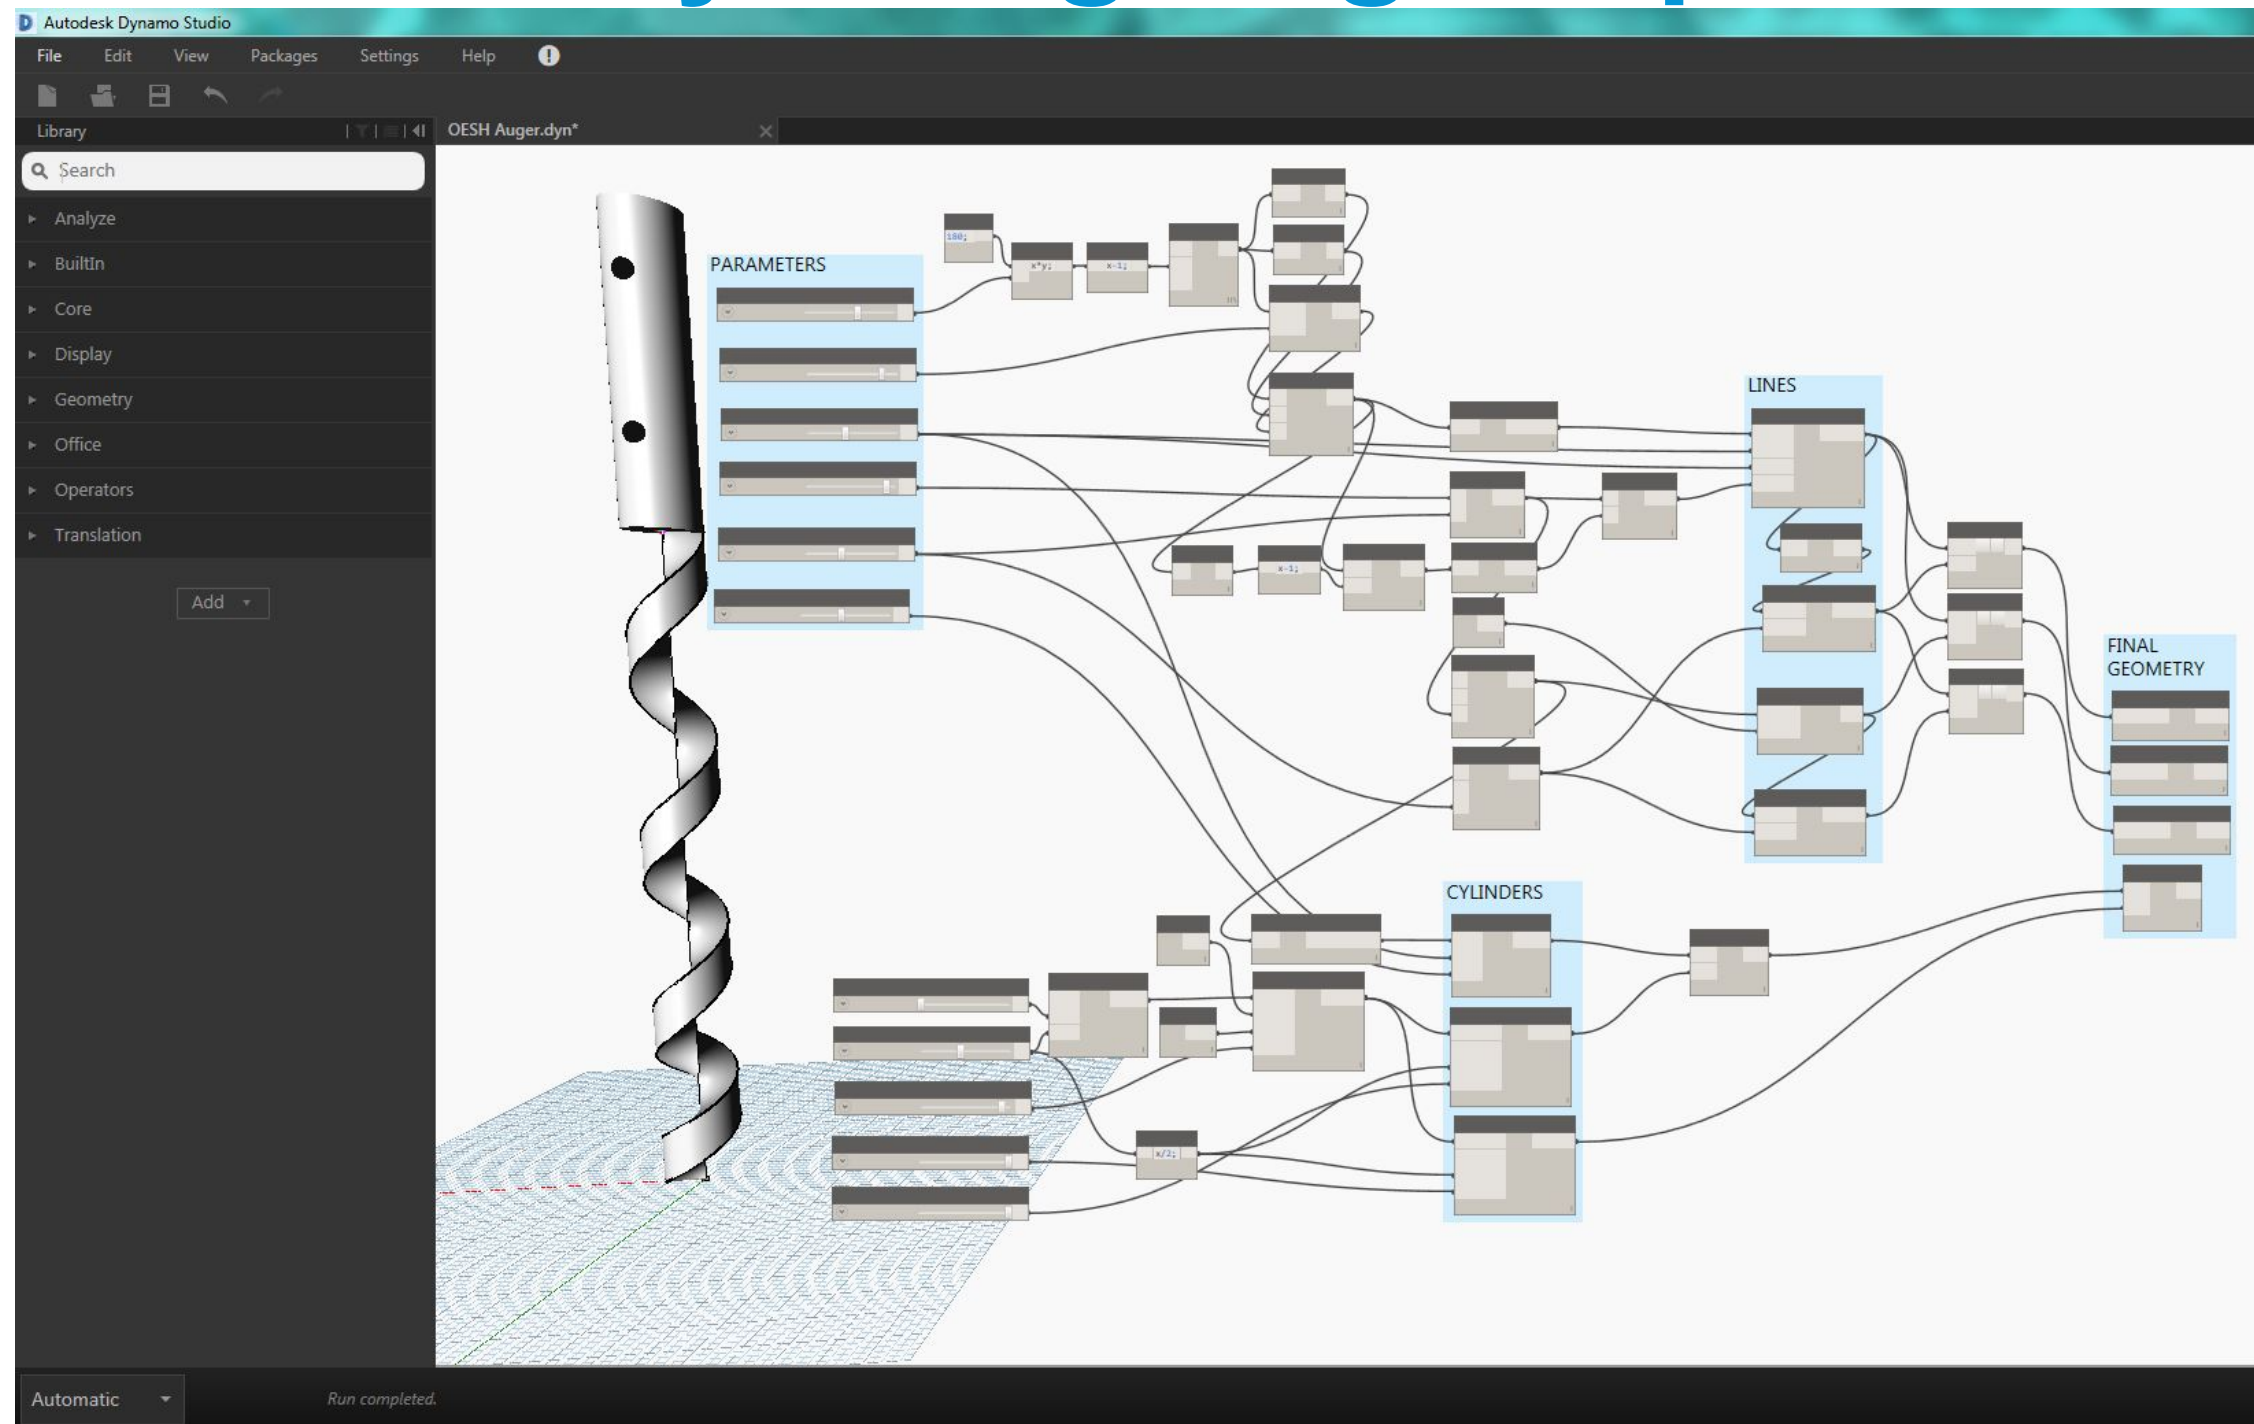 Autodesk Dynamo Studio
File Edit View Packages Settings Help
Library
OESH Auger.dyn*
Search
Analyze
BuiltIn
Core
Display
Geometry
Office
Operators
Translation
Add
PARAMETERS
180;
x*y;
x-1;
LINES
x-1;
FINAL
GEOMETRY
CYLINDERS
x/2;
Automatic
Run completed.